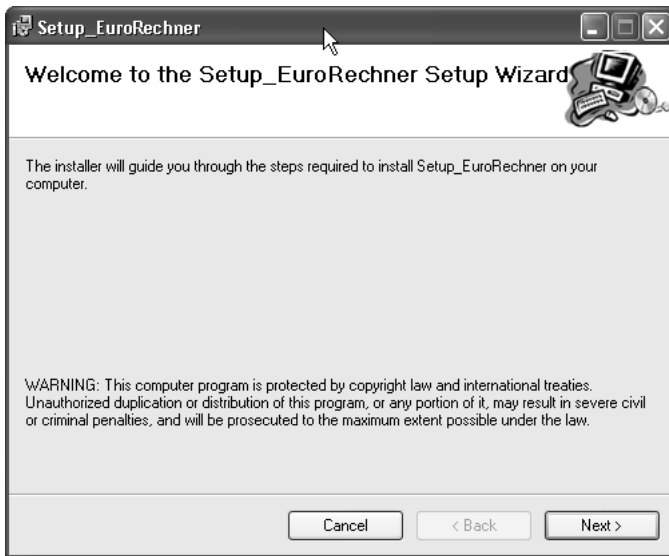 Setup_EuroRechner
Welcome to the Setup_EuroRechner Setup Wizard
The installer will guide you through the steps required to install Setup_EuroRechner on your
computer.
WARNING: This computer program is protected by copyright law and international treaties.
Unauthorized duplication or distribution of this program, or any portion of it, may result in severe civil
or criminal penalties, and will be prosecuted to the maximum extent possible under the law.
Cancel < Back Next >